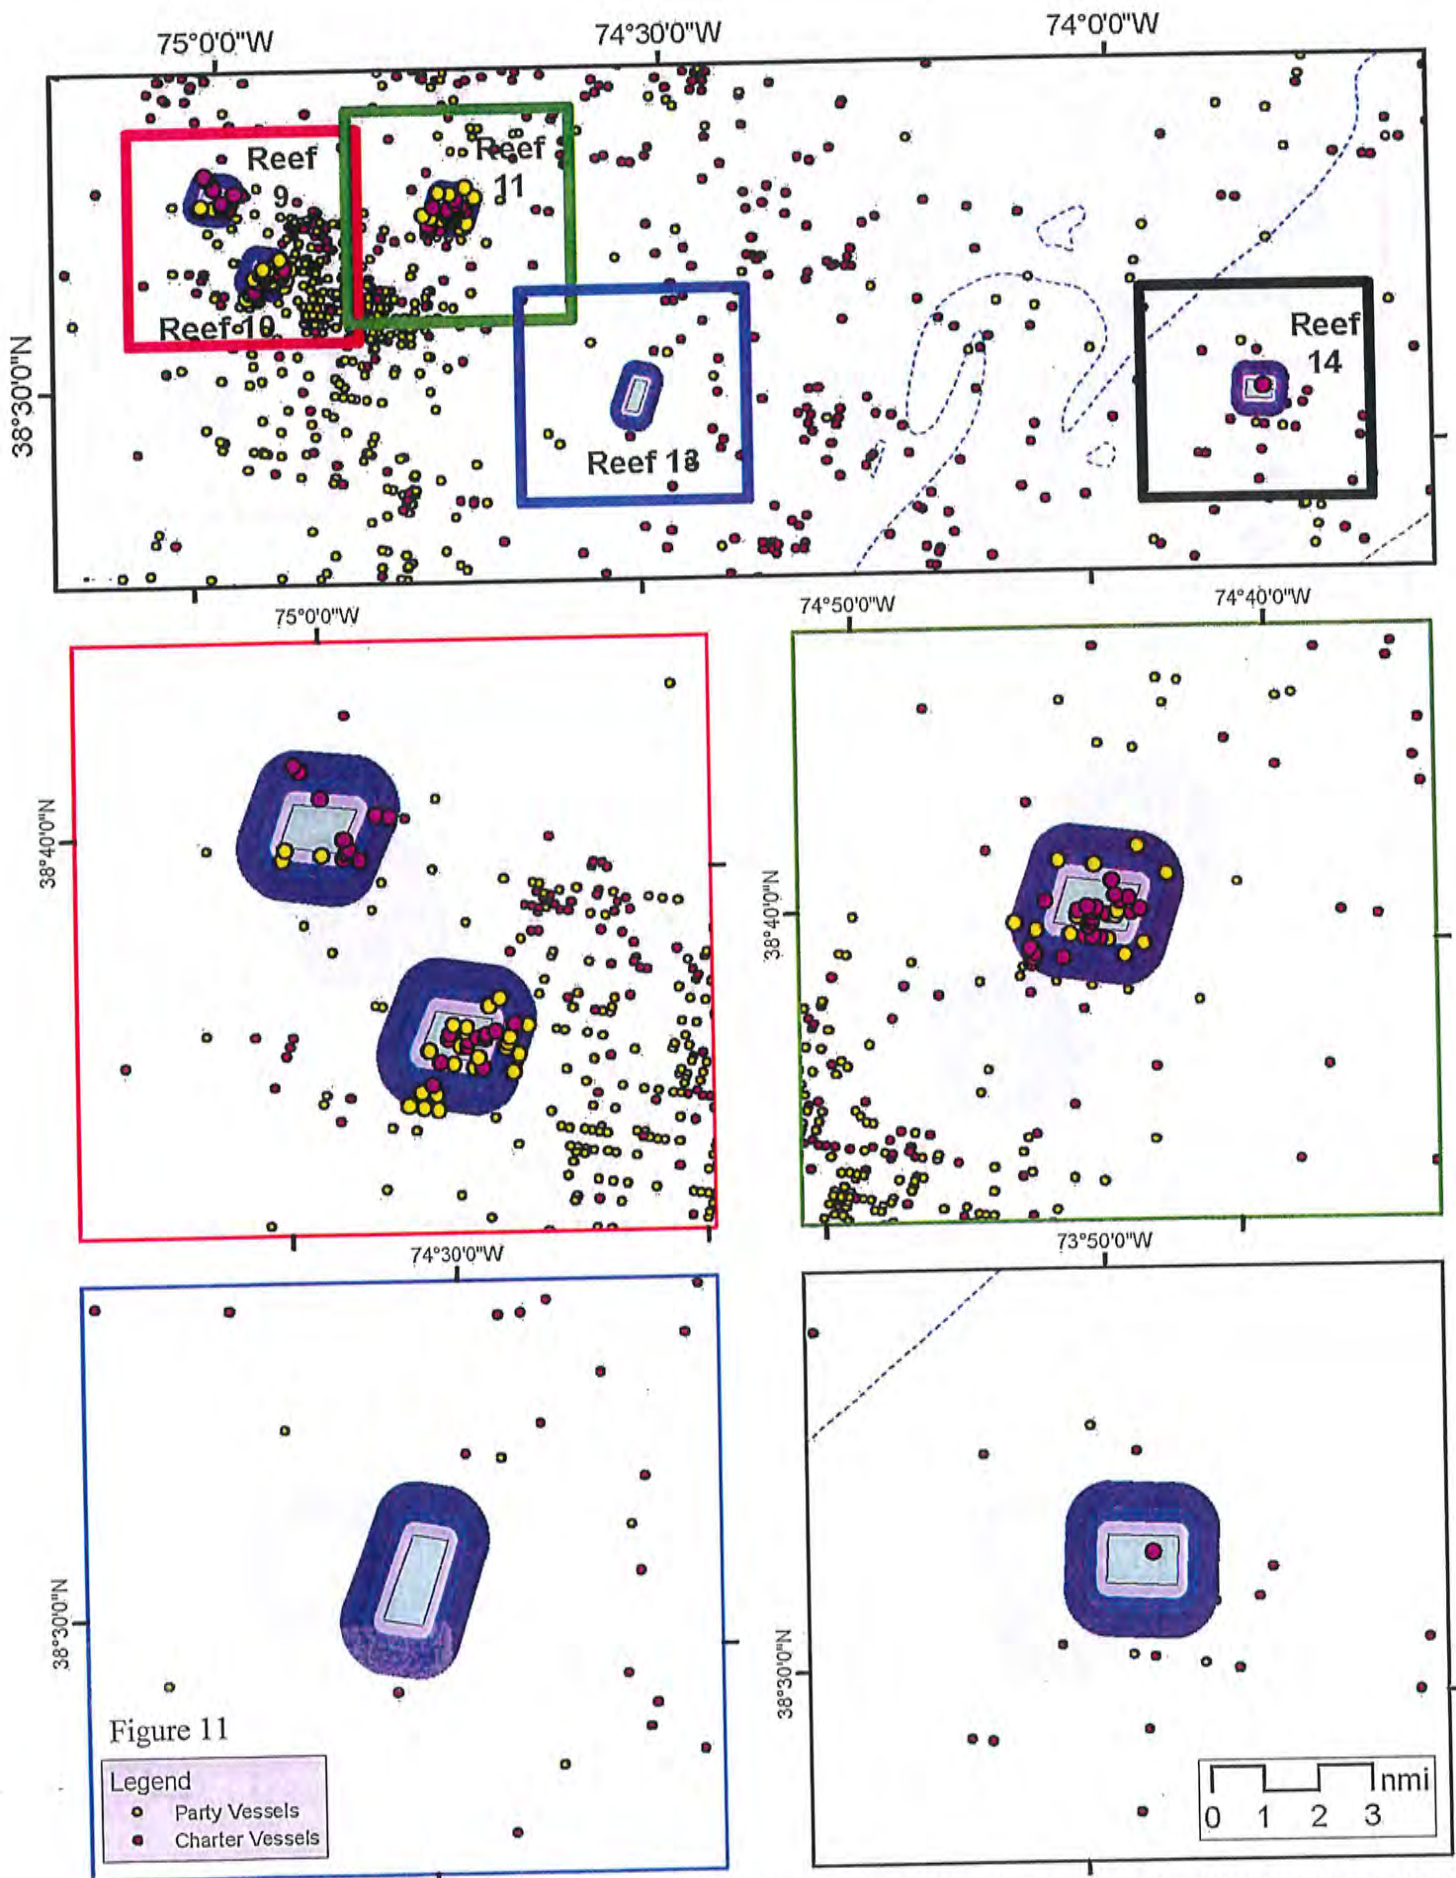 75°0'0"W
74°30'0"W
74°0'0"W
Reef
9
Reef
11
Reef 10
38°30'0"N
Reef
14
Reef 13
75°0'0"W
74°50'0"W
74°40'0"W
38°40'0"N
38°40'0"N
74°30'0"W
73°50'0"W
38°30'0"N
38°30'0"N
Figure 11
Legend
Party Vessels
Charter Vessels
nmi
0 1 2 3